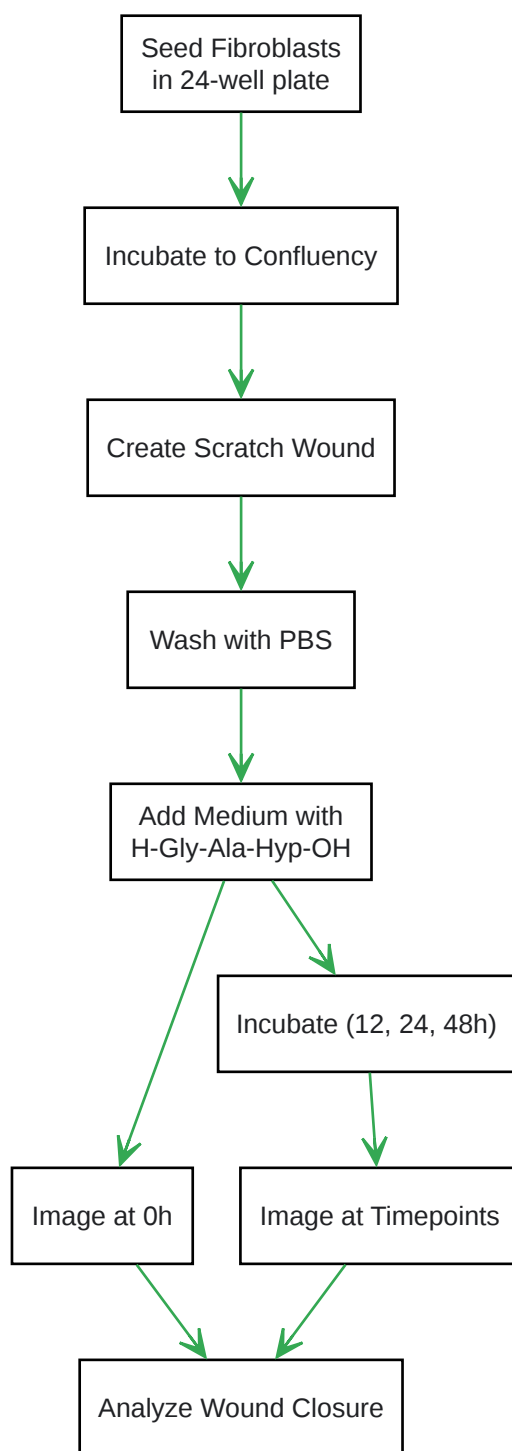 Seed Fibroblasts
in 24-well plate
Incubate to Confluency
Create Scratch Wound
Wash with PBS
Add Medium with
H-Gly-Ala-Hyp-OH
Incubate (12, 24, 48h)
Image at 0h
Image at Timepoints
Analyze Wound Closure